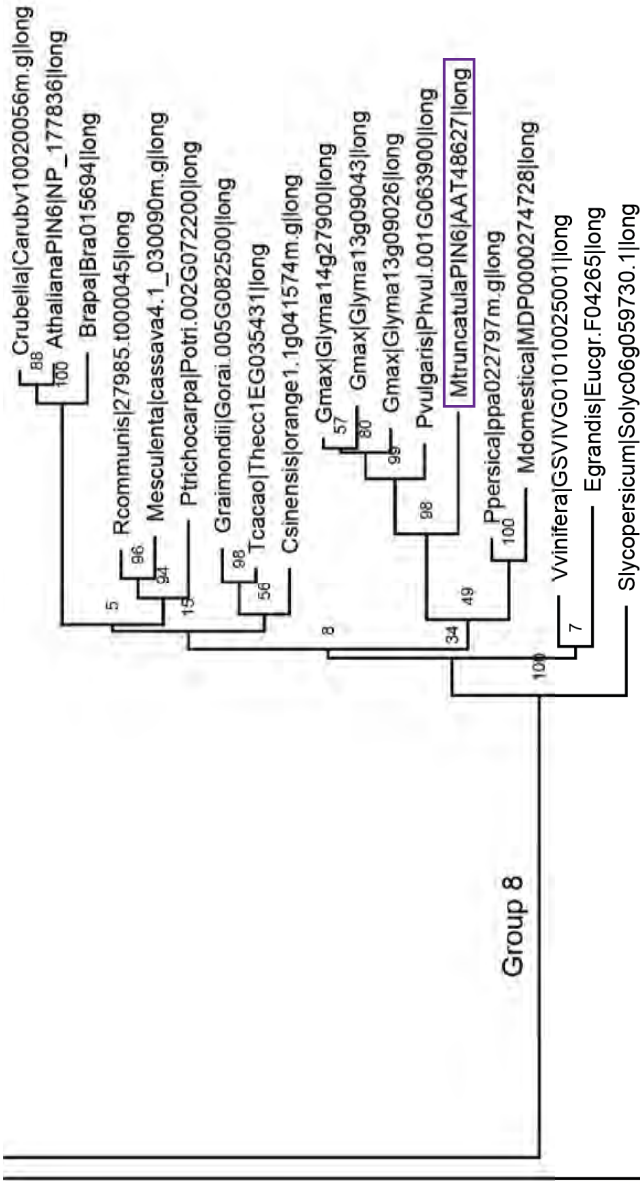 Crubella|Carubv10020056m.g|long
AthalianaPIN6|NP_177836|long
Brapa|Bra015694|long
Rcommunis|27985.t000045|long
Mesculenta|cassava4.1_030090m.g|long
Ptrichocarpa|Potri.002G072200|long
Graimondii|Gorai.005G082500|long
Tcacao|Thecc1EG035431|long
Csinensis|orange1.1g041574m.g|long
Gmax|Glyma14g27900|long
Gmax|Glyma13g09043|long
Gmax|Glyma13g09026|long
Pvulgaris|Phvul.001G063900|long
MtruncatulaPIN6|AAT48627|long
Ppersica|ppa022797m.g|long
Mdomestica|MDP0000274728|long
Vvinifera|GSVIVG01010025001|long
Egrandis|Eucgr.F04265|long
Slycopersicum|Solyc06g059730.1|long
88
100
96
94
5
15
98
56
57
80
99
98
100
49
34
8
7
100
Group 8